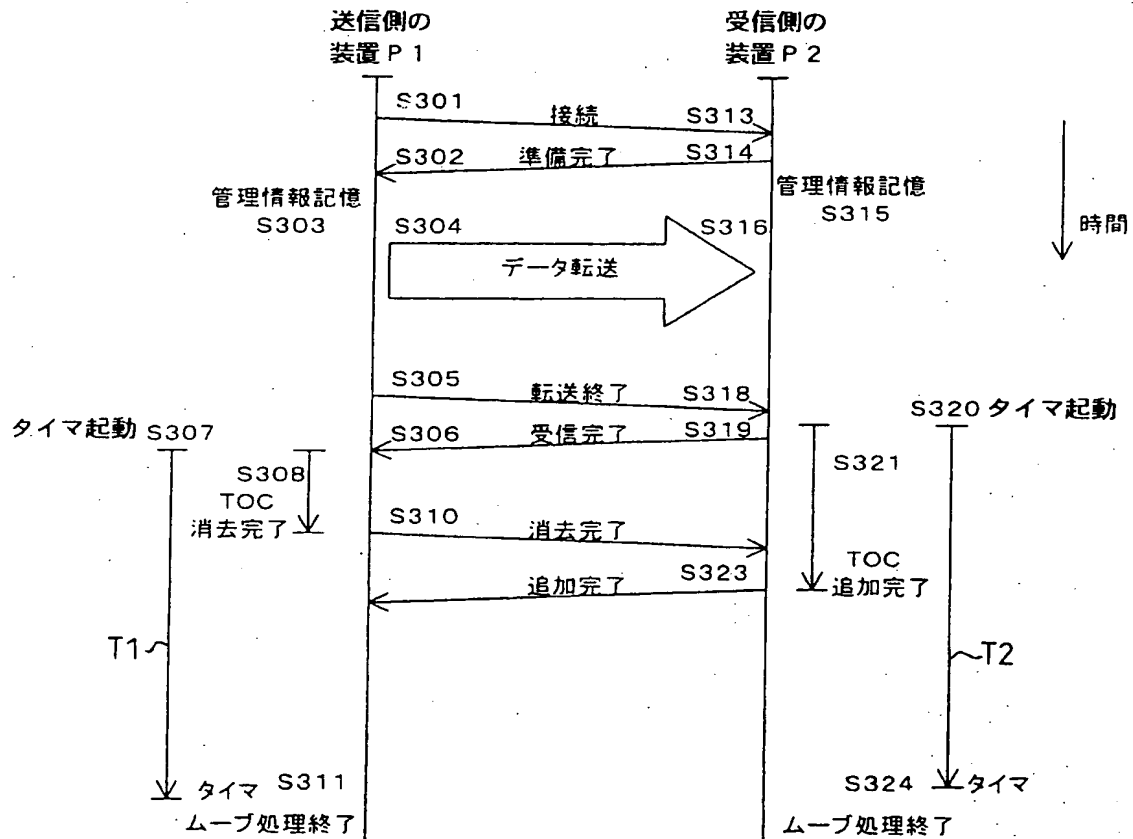 送信側の
装置P1
受信側の
装置P2
S301
接続
S313
S302
準備完了
S314
管理情報記憶
S303
管理情報記憶
S315
時間
S304
S316
データ転送
S305
転送終了
S318
タイマ起動 S307
S306
受信完了
S319
S320 タイマ起動
S308
TOC
消去完了
S321
S310
消去完了
追加完了
S323
TOC
追加完了
T1
T2
タイマ
S311
ムーブ処理終了
S324
タイマ
ムーブ処理終了